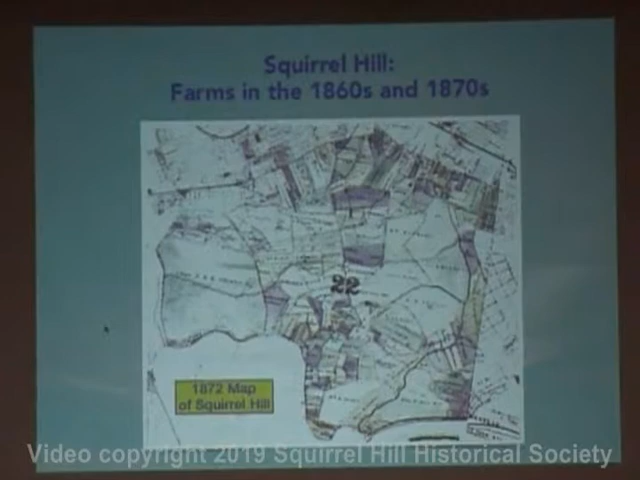 Squirrel Hill:
Farms in the 1860s and 1870s
22
1872 Map
of Squirrel Hill
Video copyright 2019 Squirrel Hill Historical Society